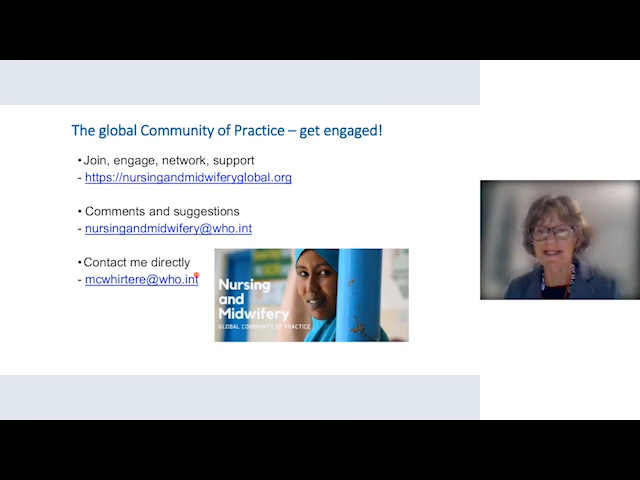 The global Community of Practice – get engaged!
•Join, engage, network, support
- https://nursingandmidwiferyglobal.org
• Comments and suggestions
- nursingandmidwifery@who.int
•Contact me directly
- mcwhirtere@who.int
Nursing
and
Midwifery
GLOBAL COMMUNITY OF PRACTICE